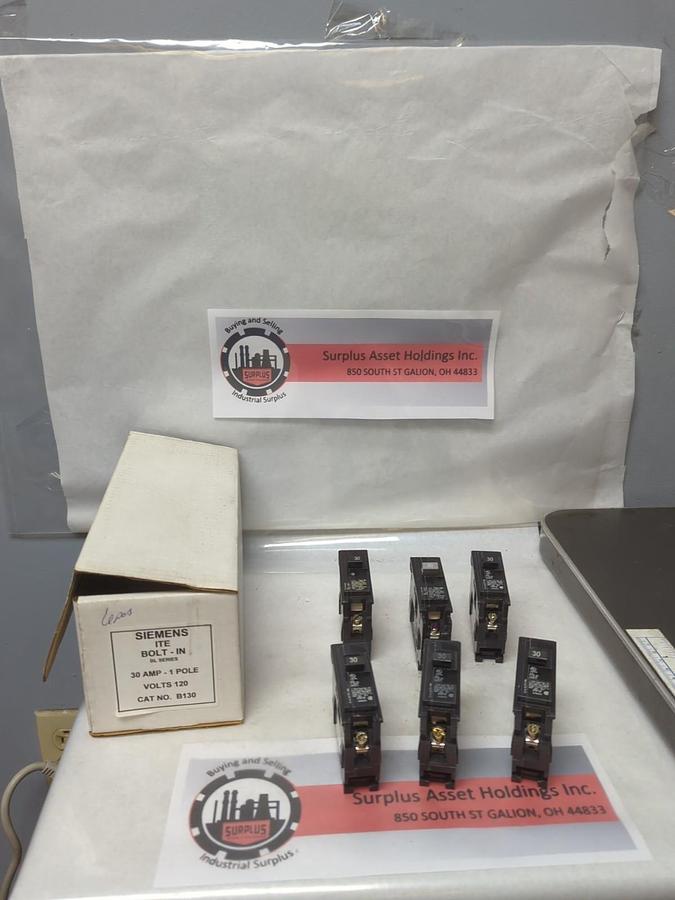 Buying and Selling
SURPLUS
Industrial Surplus
Surplus Asset Holdings Inc.
850 SOUTH ST GALION, OH 44833
SIEMENS
ITE
BOLT - IN
BL SERIES
30 AMP - 1 POLE
VOLTS 120
CAT NO. B130
30
30
30
30
30
Buying and Selling
SURPLUS
Industrial Surplus
Surplus Asset Holdings Inc.
850 SOUTH ST GALION, OH 44833